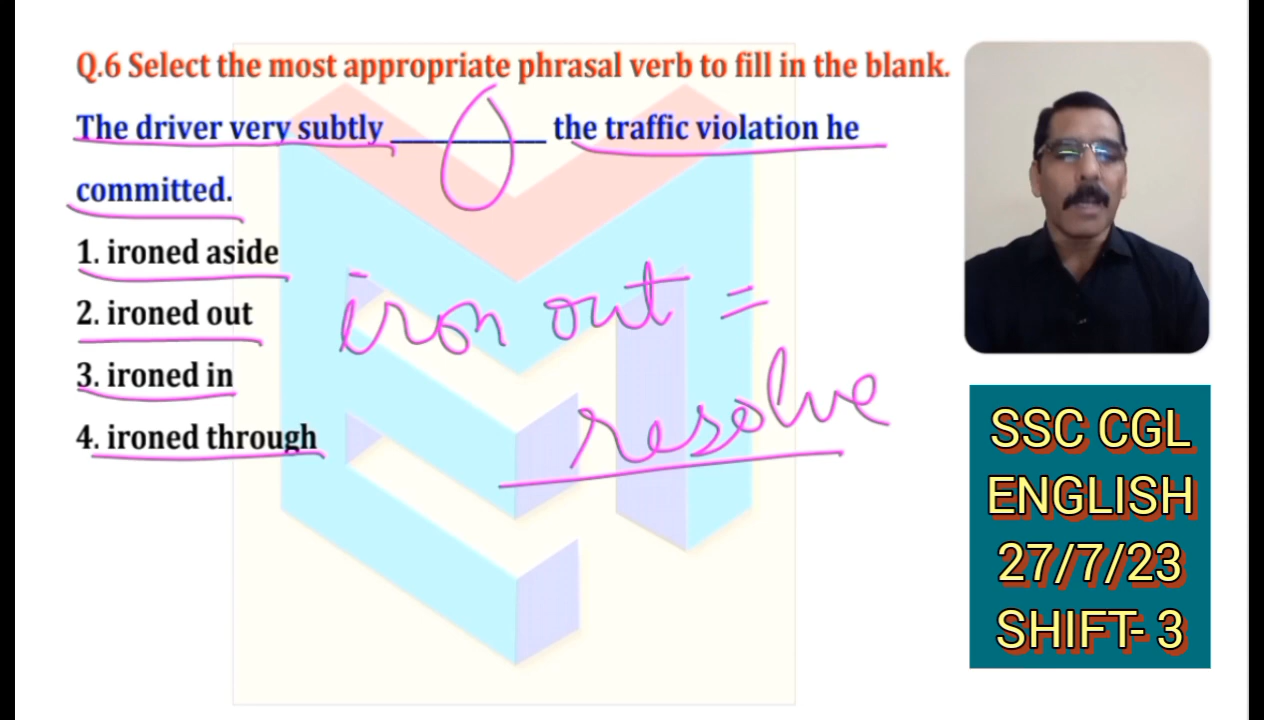 Q.6 Select the most appropriate phrasal verb to fill in the blank.
The driver very subtly ____________ the traffic violation he
committed.
1. ironed aside
2. ironed out
3. ironed in
4. ironed through
iron out =
resolve
SSC CGL
ENGLISH
27/7/23
SHIFT- 3